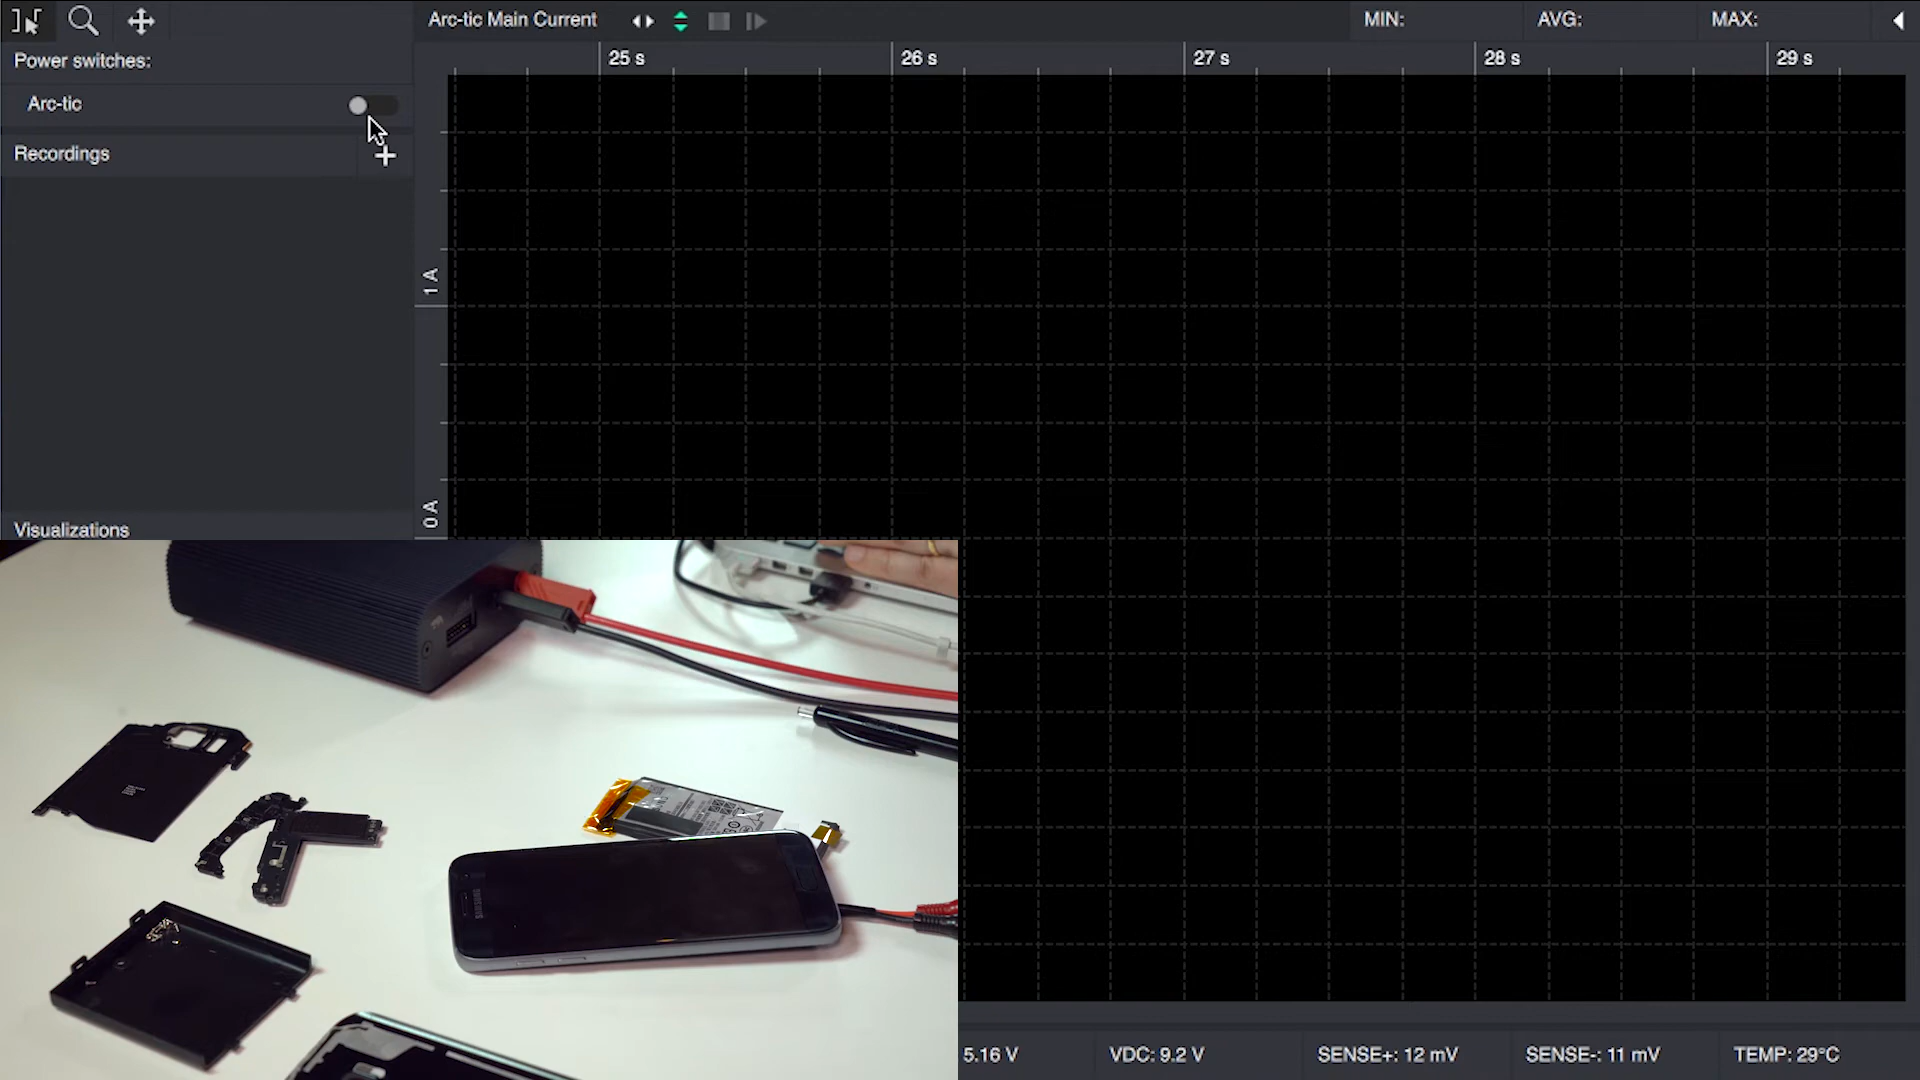 Arc-tic Main Current
MIN:
AVG:
MAX:
Power switches:
25 s
26 s
27 s
28 s
29 s
Arc-tic
Recordings
1 A
0 A
Visualizations
SAMSUNG
5.16 V
VDC: 9.2 V
SENSE+: 12 mV
SENSE-: 11 mV
TEMP: 29°C